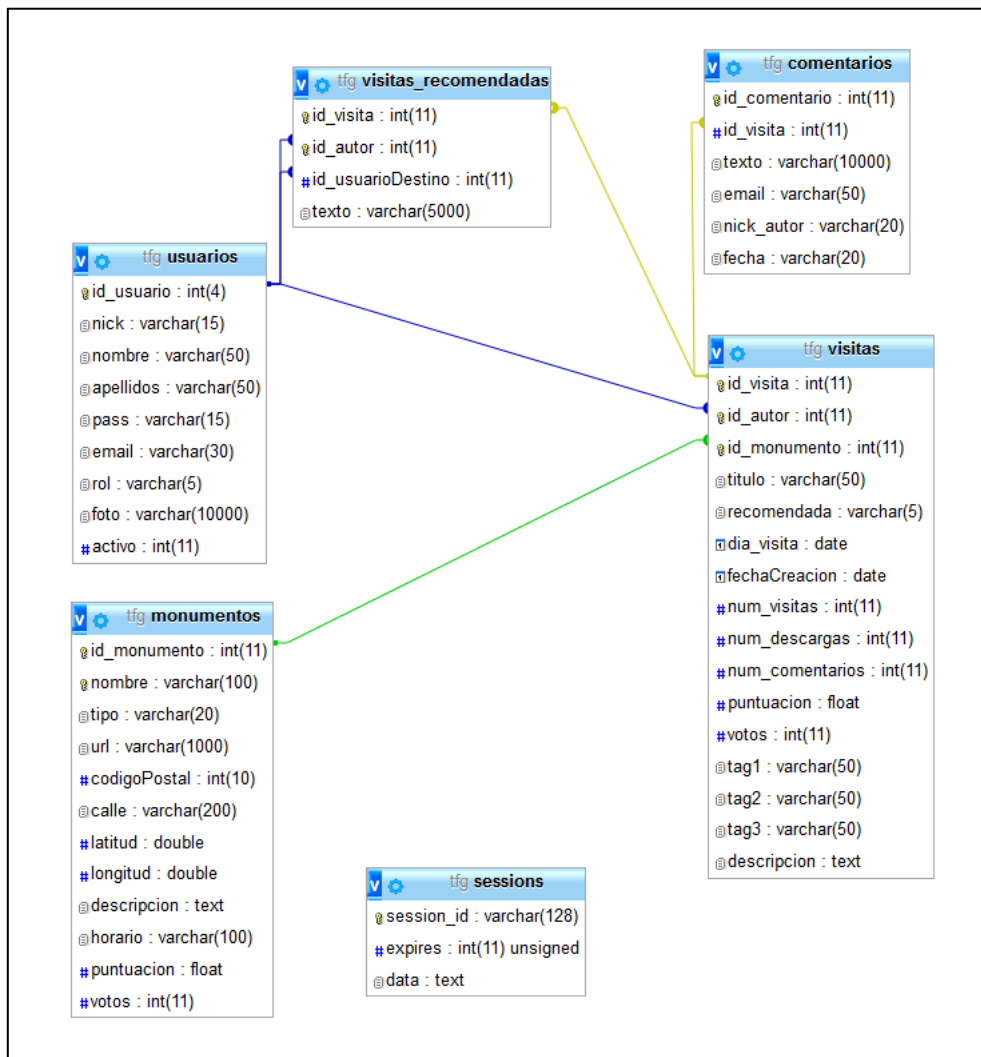 tfg visitas_recomendadas
id_visita : int(11)
id_autor : int(11)
#id_usuarioDestino : int(11)
texto : varchar(5000)
tfg comentarios
id_comentario : int(11)
#id_visita : int(11)
texto : varchar(10000)
email : varchar(50)
nick_autor : varchar(20)
fecha : varchar(20)
tfg usuarios
id_usuario : int(4)
nick : varchar(15)
nombre : varchar(50)
apellidos : varchar(50)
pass : varchar(15)
email : varchar(30)
rol : varchar(5)
foto : varchar(10000)
#activo : int(11)
tfg visitas
id_visita : int(11)
id_autor : int(11)
id_monumento : int(11)
titulo : varchar(50)
recomendada : varchar(5)
dia_visita : date
fechaCreacion : date
#num_visitas : int(11)
#num_descargas : int(11)
#num_comentarios : int(11)
#puntuacion : float
#votos : int(11)
tag1 : varchar(50)
tag2 : varchar(50)
tag3 : varchar(50)
descripcion : text
tfg monumentos
id_monumento : int(11)
nombre : varchar(100)
tipo : varchar(20)
url : varchar(1000)
#codigoPostal : int(10)
calle : varchar(200)
#latitud : double
#longitud : double
descripcion : text
horario : varchar(100)
#puntuacion : float
#votos : int(11)
tfg sessions
session_id : varchar(128)
#expires : int(11) unsigned
data : text